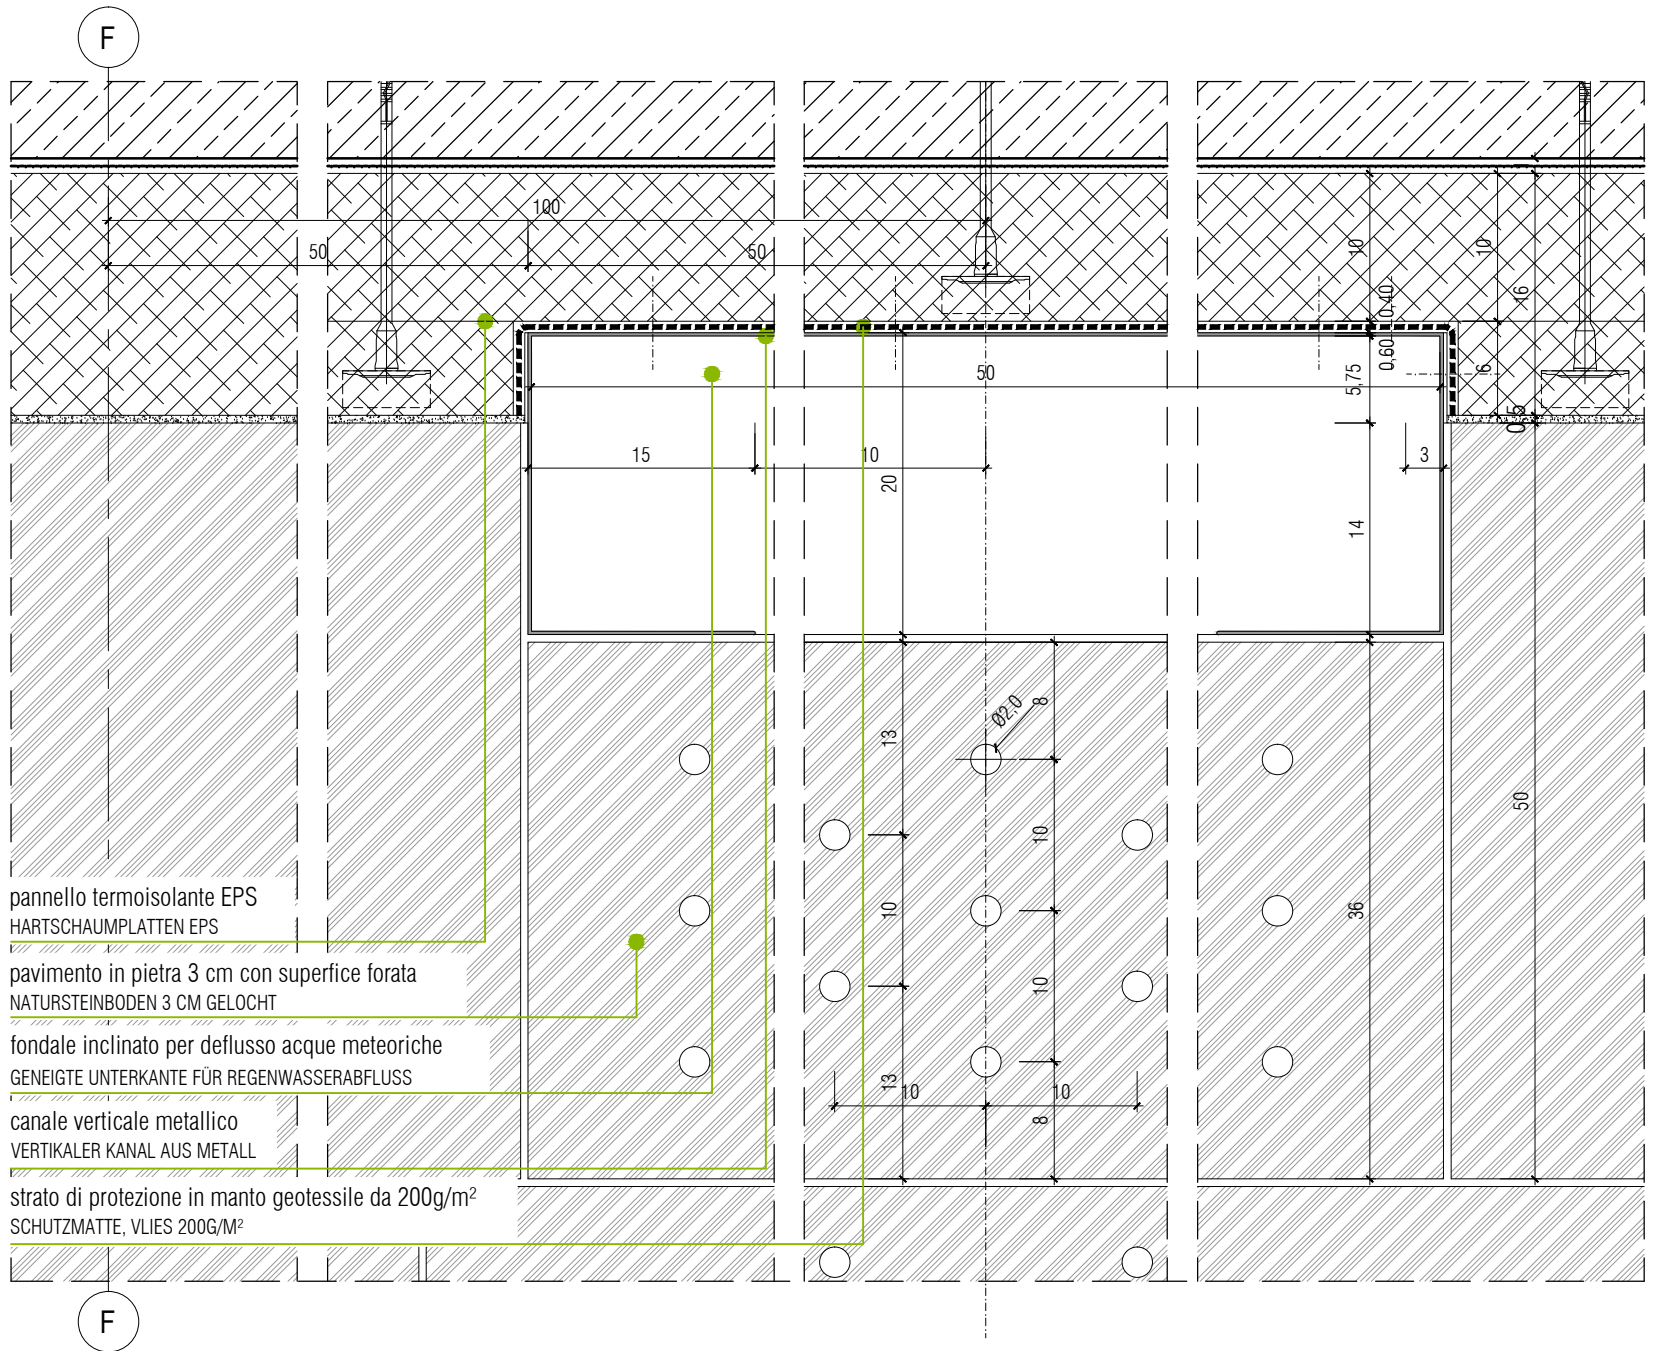 F
100
50
50
10
10
16
0,40
0,60
5,75
6
50
0,5
15
10
20
3
14
Ø2,0
8
13
10
50
10
36
10
13
10
10
8
pannello termoisolante EPS
HARTSCHAUMPLATTEN EPS
pavimento in pietra 3 cm con superfice forata
NATURSTEINBODEN 3 CM GELOCHT
fondale inclinato per deflusso acque meteoriche
GENEIGTE UNTERKANTE FÜR REGENWASSERABFLUSS
canale verticale metallico
VERTIKALER KANAL AUS METALL
strato di protezione in manto geotessile da 200g/m²
SCHUTZMATTE, VLIES 200G/M²
F